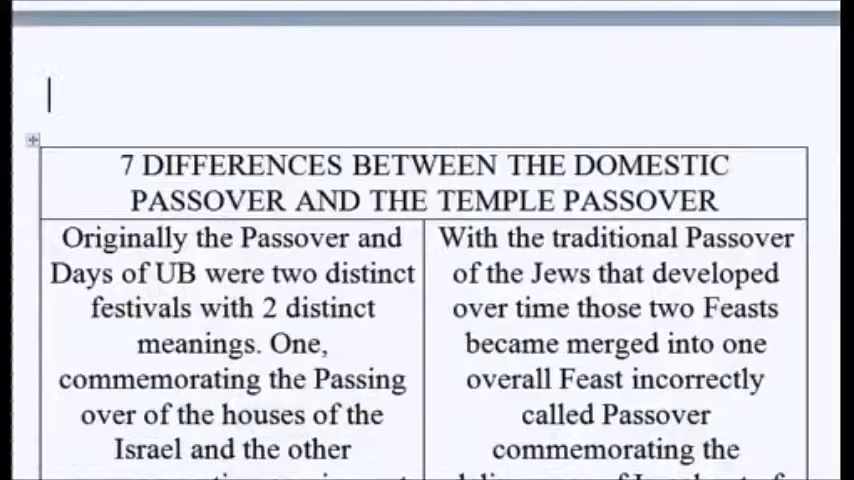 7 DIFFERENCES BETWEEN THE DOMESTIC
PASSOVER AND THE TEMPLE PASSOVER
Originally the Passover and
Days of UB were two distinct
festivals with 2 distinct
meanings. One,
commemorating the Passing
over of the houses of the
Israel and the other
With the traditional Passover
of the Jews that developed
over time those two Feasts
became merged into one
overall Feast incorrectly
called Passover
commemorating the